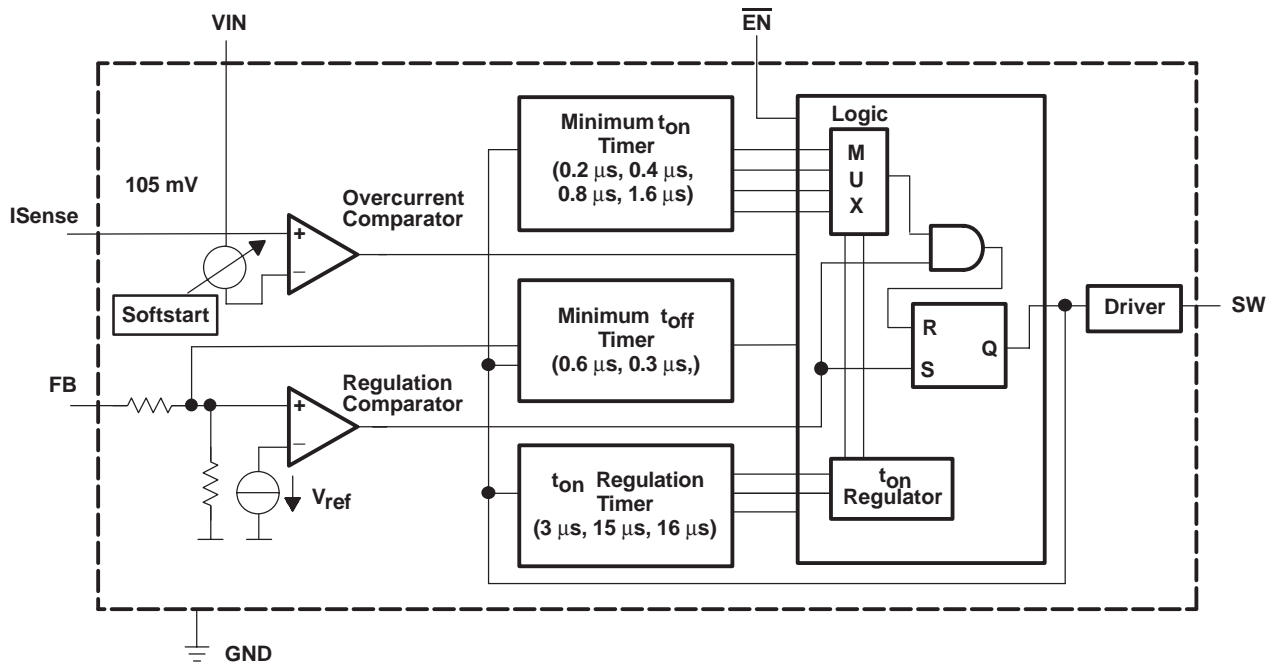 VIN
EN
Logic
Minimum ton
Timer
(0.2 μs, 0.4 μs,
0.8 μs, 1.6 μs)
M
U
X
105 mV
Overcurrent
Comparator
ISense
+
–
Softstart
Minimum toff
Timer
(0.6 μs, 0.3 μs,)
R
S
Q
Driver
SW
FB
Regulation
Comparator
+
–
Vref
ton Regulation
Timer
(3 μs, 15 μs, 16 μs)
ton
Regulator
GND